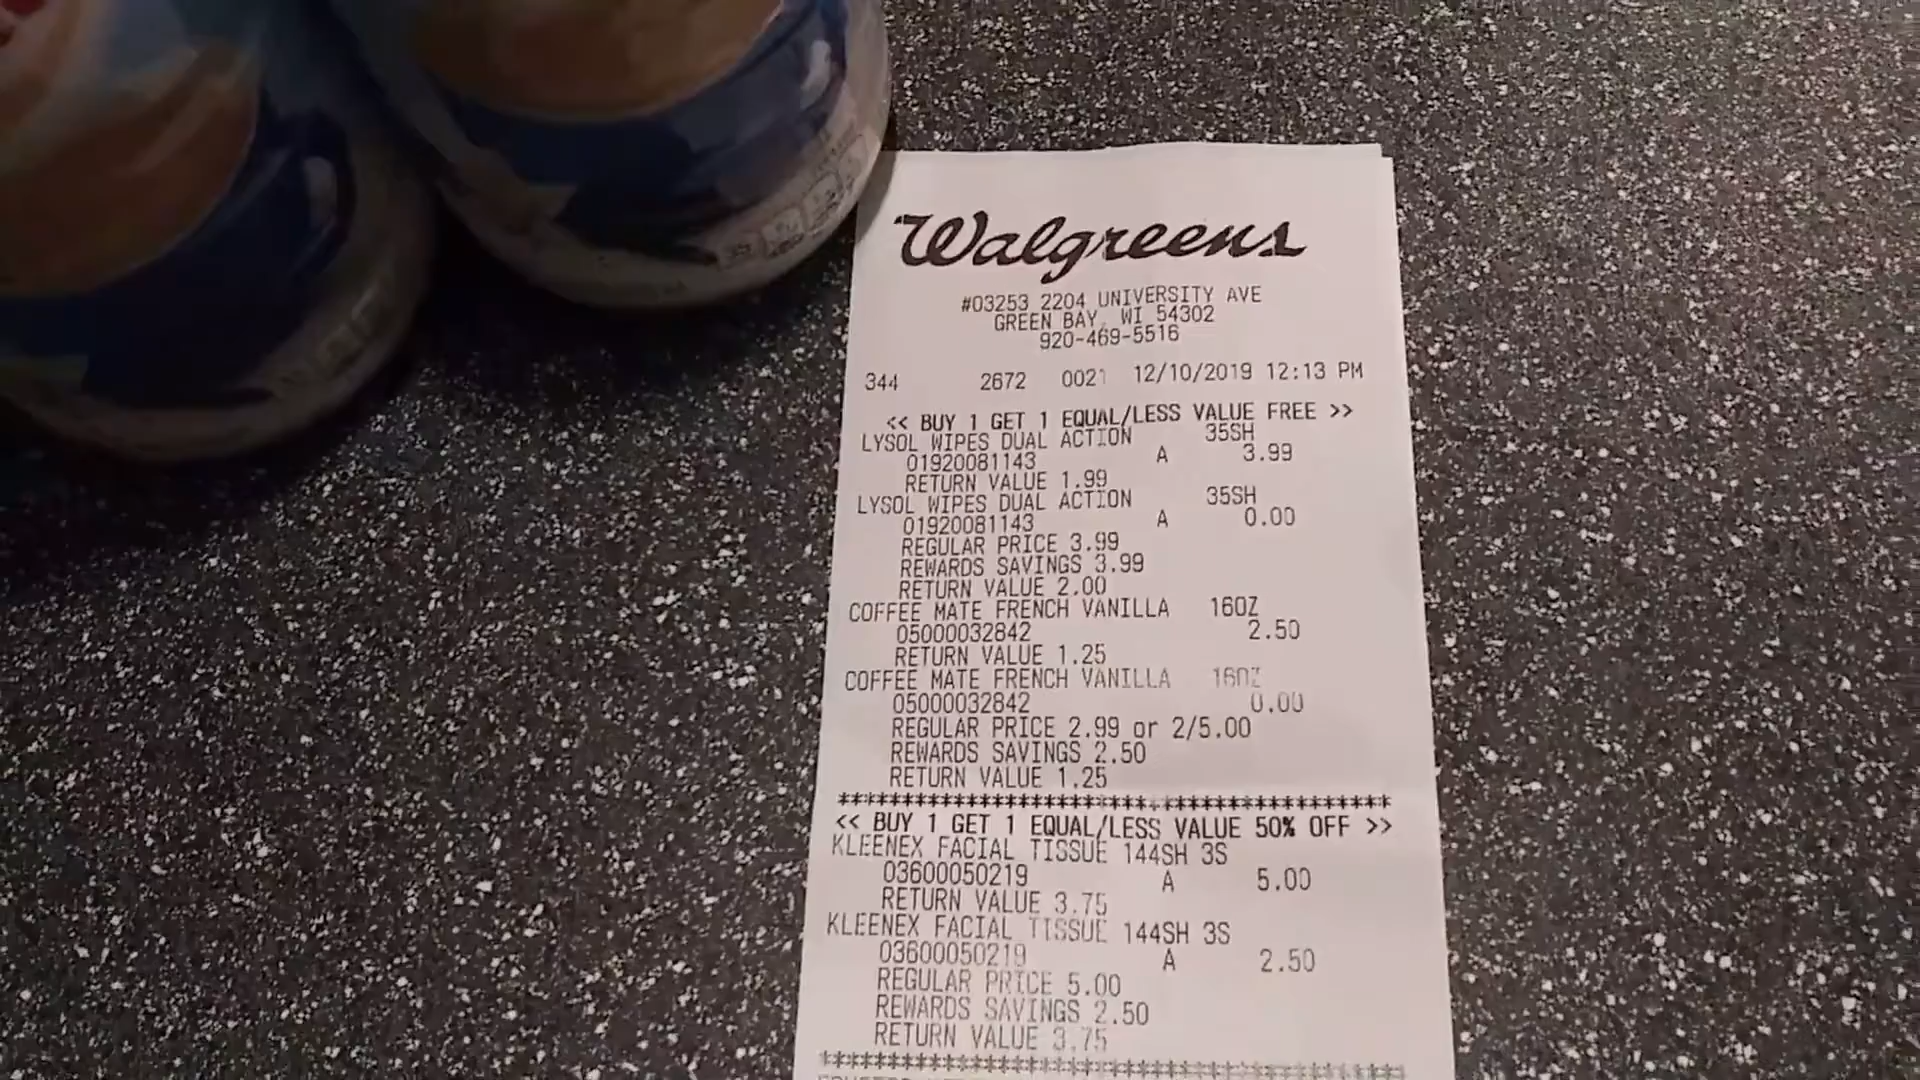 Walgreens
#03253 2204 UNIVERSITY AVE
GREEN BAY, WI 54302
920-469-5516
344 2672 0021 12/10/2019 12:13 PM
<< BUY 1 GET 1 EQUAL/LESS VALUE FREE >>
LYSOL WIPES DUAL ACTION 35SH
01920081143 A 3.99
RETURN VALUE 1.99
LYSOL WIPES DUAL ACTION 35SH
01920081143 A 0.00
REGULAR PRICE 3.99
REWARDS SAVINGS 3.99
RETURN VALUE 2.00
COFFEE MATE FRENCH VANILLA 16OZ
05000032842 2.50
RETURN VALUE 1.25
COFFEE MATE FRENCH VANILLA 16OZ
05000032842 0.00
REGULAR PRICE 2.99 or 2/5.00
REWARDS SAVINGS 2.50
RETURN VALUE 1.25
*******************************************
<< BUY 1 GET 1 EQUAL/LESS VALUE 50% OFF >>
KLEENEX FACIAL TISSUE 144SH 3S
03600050219 A 5.00
RETURN VALUE 3.75
KLEENEX FACIAL TISSUE 144SH 3S
03600050219 A 2.50
REGULAR PRICE 5.00
REWARDS SAVINGS 2.50
RETURN VALUE 3.75
*******************************************